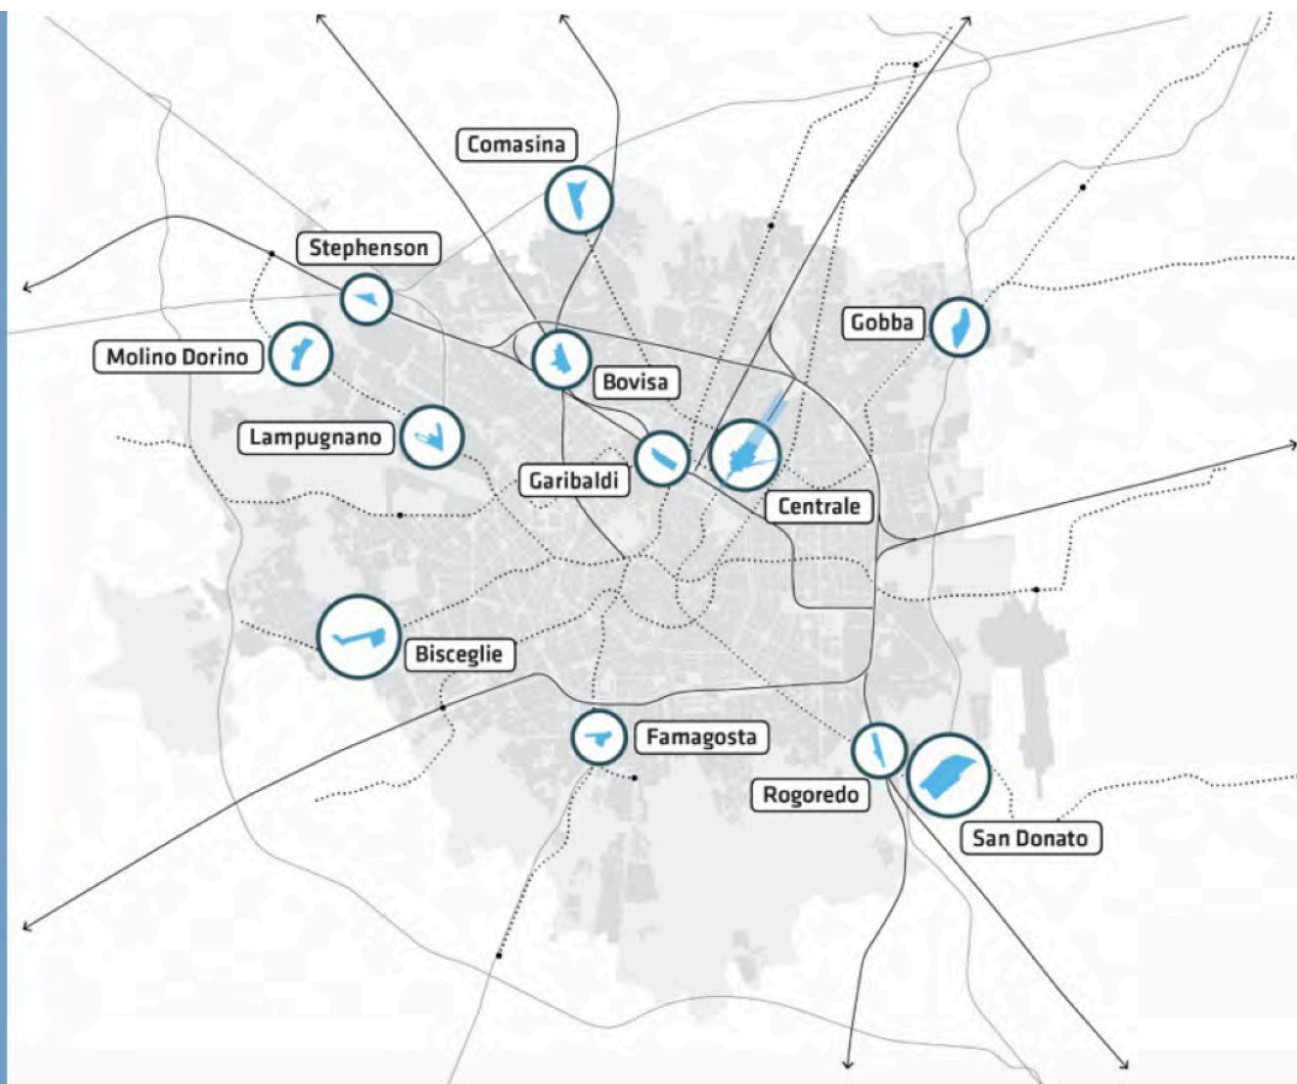 Comasina
Stephenson
Gobba
Molino Dorino
Bovisa
Lampugnano
Garibaldi
Centrale
Bisceglie
Famagosta
Rogoredo
San Donato